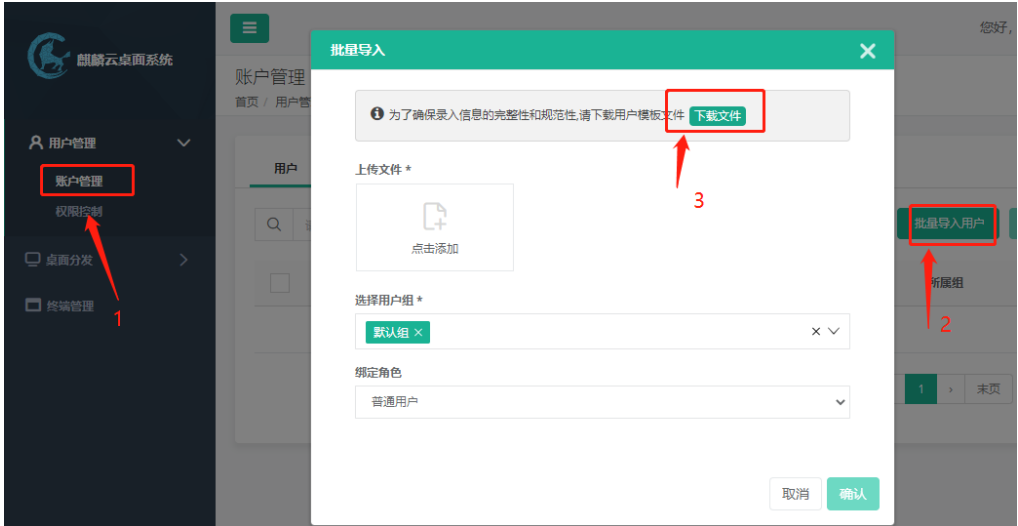 您好,
麒麟云桌面系统
批量导入
账户管理
首页 / 用户管
为了确保录入信息的完整性和规范性,请下载用户模板文件 下载文件
用户管理
用户
上传文件 *
账户管理
3
权限控制
批量导入用户
点击添加
桌面分发
所属组
选择用户组 *
终端管理
1
2
默认组 ×
绑定角色
1 › 末页
普通用户
取消 确认